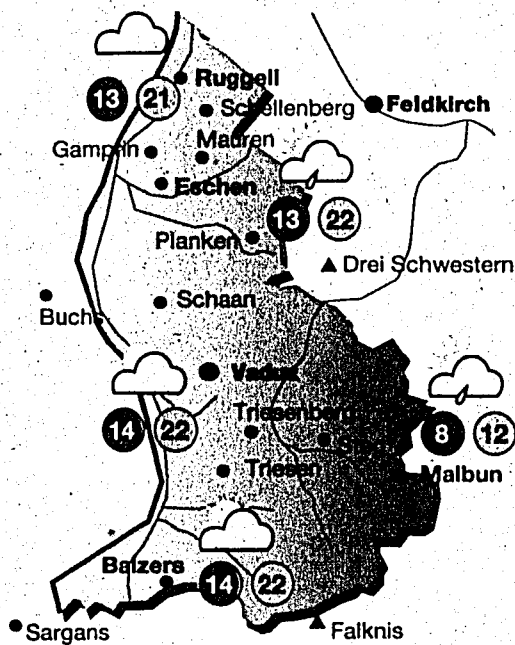 Ruggell
13 21
Schellenberg
Feldkirch
Gamprin
Mauren
Eschen
13 22
Planken
Drei Schwestern
Schaan
Buchs
Vaduz
14 22
Triesenberg
8 12
Triesen
Malbun
Balzers
14 22
Sargans
Falknis